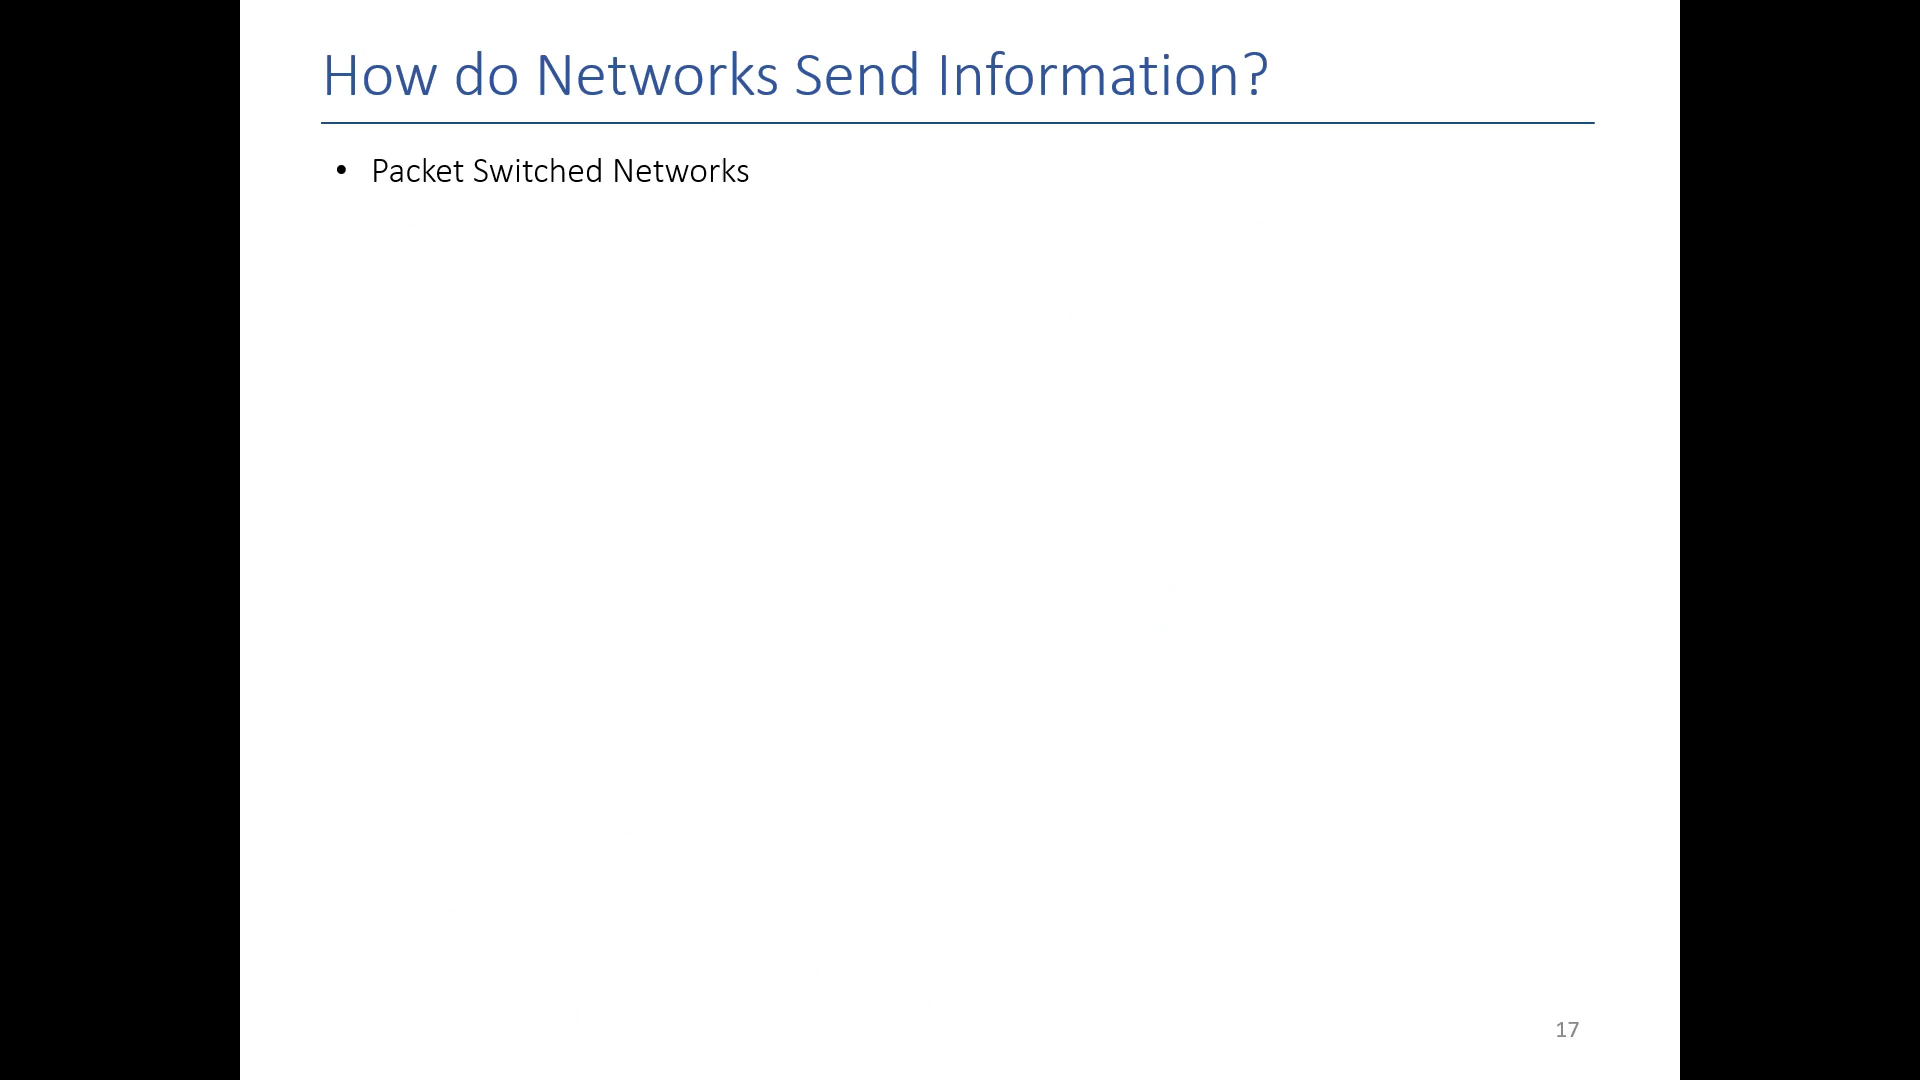 How do Networks Send Information?
• Packet Switched Networks
17